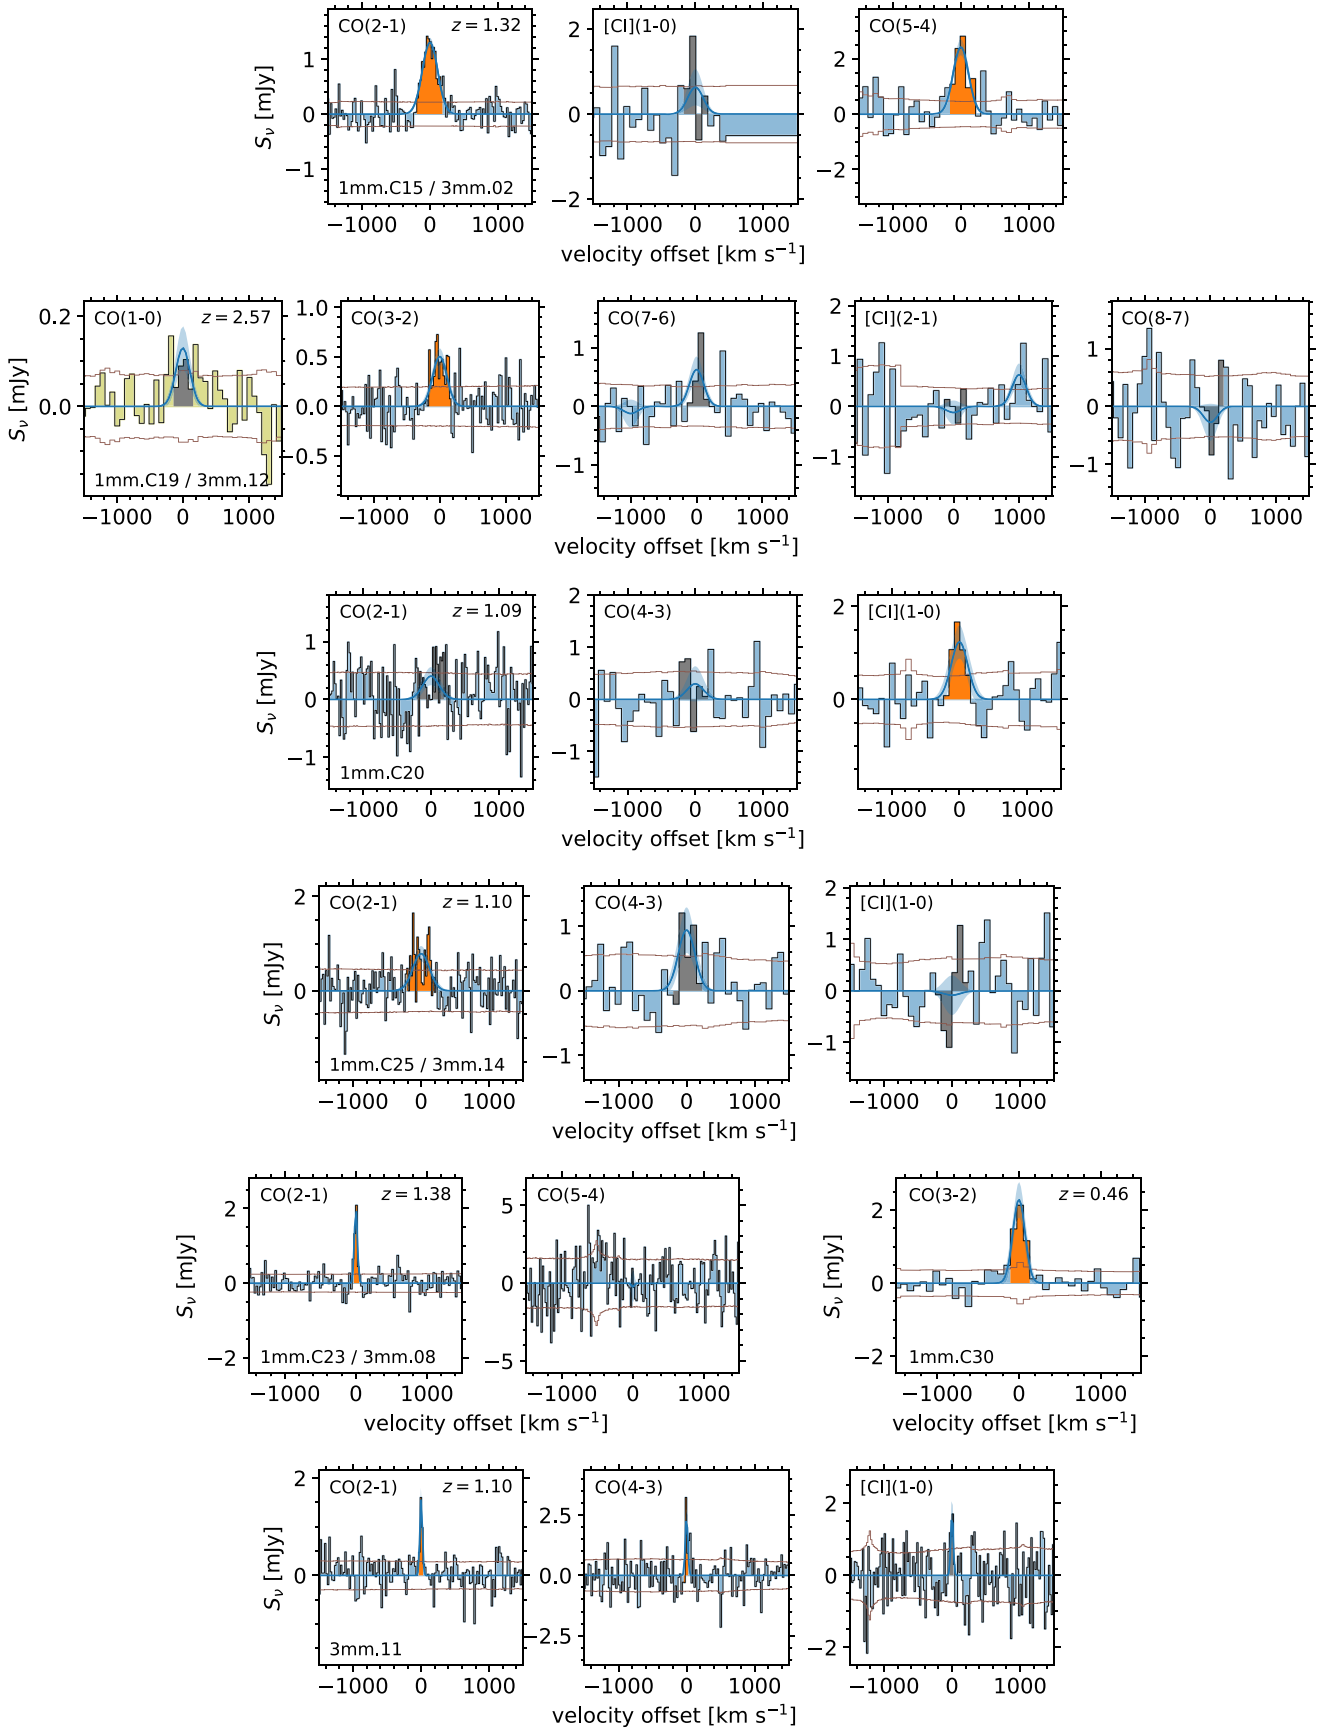 CO(2-1) z = 1.32
[CI](1-0)
CO(5-4)
1mm.C15 / 3mm.02
Sν [mJy]
1
0
−1
2
0
−2
2
0
−2
−1000 0 1000
−1000 0 1000
−1000 0 1000
velocity offset [km s⁻¹]
CO(1-0) z = 2.57
CO(3-2)
CO(7-6)
[CI](2-1)
CO(8-7)
1mm.C19 / 3mm.12
Sν [mJy]
0.2
0.0
1.0
0.5
0.0
−0.5
1
0
−1
2
1
0
−1
1
0
−1
−1000 0 1000
−1000 0 1000
−1000 0 1000
−1000 0 1000
−1000 0 1000
velocity offset [km s⁻¹]
CO(2-1) z = 1.09
CO(4-3)
[CI](1-0)
1mm.C20
Sν [mJy]
1
0
−1
2
1
0
−1
2
0
−1000 0 1000
−1000 0 1000
−1000 0 1000
velocity offset [km s⁻¹]
CO(2-1) z = 1.10
CO(4-3)
[CI](1-0)
1mm.C25 / 3mm.14
Sν [mJy]
2
0
1
0
−1
2
1
0
−1
−1000 0 1000
−1000 0 1000
−1000 0 1000
velocity offset [km s⁻¹]
CO(2-1) z = 1.38
CO(5-4)
CO(3-2) z = 0.46
1mm.C23 / 3mm.08
1mm.C30
Sν [mJy]
2
0
−2
5
0
−5
Sν [mJy]
2
0
−2
−1000 0 1000
−1000 0 1000
−1000 0 1000
velocity offset [km s⁻¹]
velocity offset [km s⁻¹]
CO(2-1) z = 1.10
CO(4-3)
[CI](1-0)
3mm.11
Sν [mJy]
2
0
2.5
0.0
−2.5
2
0
−2
−1000 0 1000
−1000 0 1000
−1000 0 1000
velocity offset [km s⁻¹]